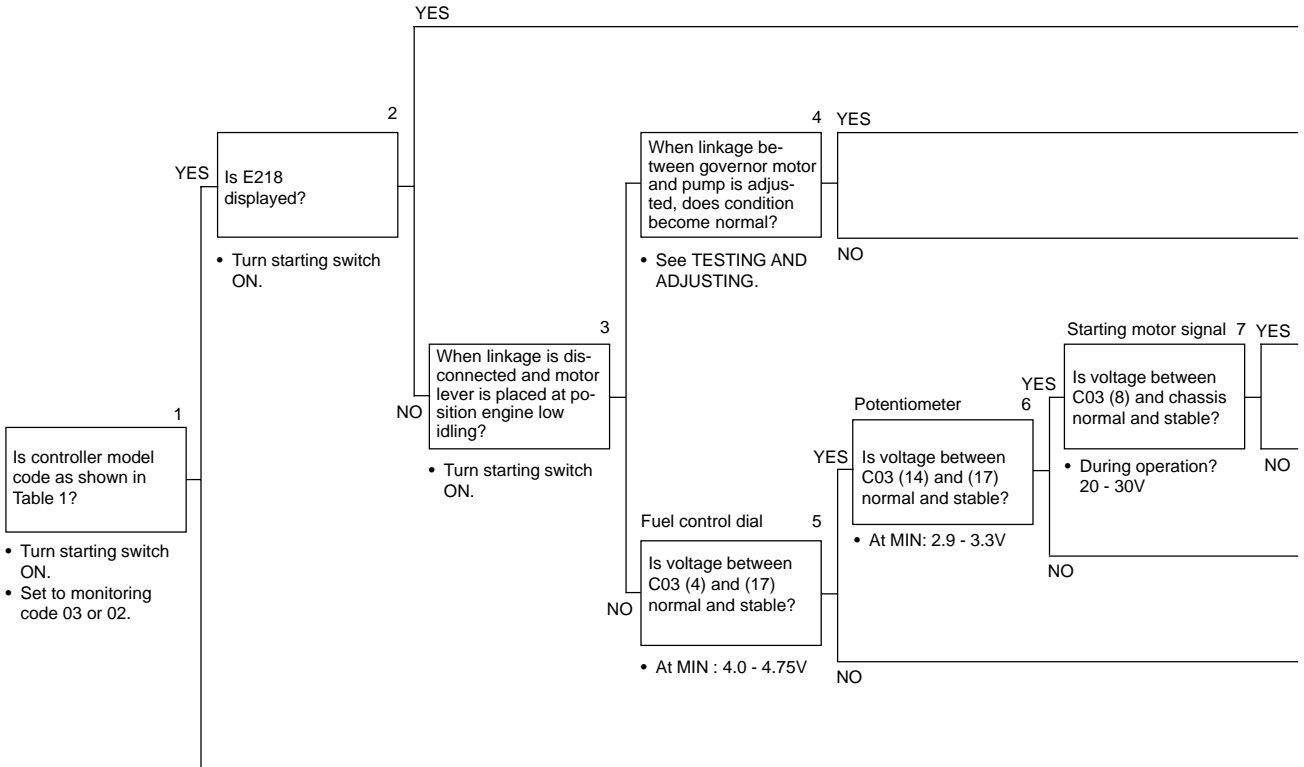 YES
2
YES
Is E218
displayed?
• Turn starting switch
ON.
4
YES
When linkage be-
tween governor motor
and pump is adjus-
ted, does condition
become normal?
• See TESTING AND
ADJUSTING.
NO
3
NO
When linkage is dis-
connected and motor
lever is placed at po-
sition engine low
idling?
• Turn starting switch
ON.
Starting motor signal 7
YES
YES
Is voltage between
C03 (8) and chassis
normal and stable?
• During operation?
20 - 30V
NO
Potentiometer
6
YES
Is voltage between
C03 (14) and (17)
normal and stable?
• At MIN: 2.9 - 3.3V
NO
1
Is controller model
code as shown in
Table 1?
• Turn starting switch
ON.
• Set to monitoring
code 03 or 02.
Fuel control dial
5
NO
Is voltage between
C03 (4) and (17)
normal and stable?
• At MIN : 4.0 - 4.75V
NO